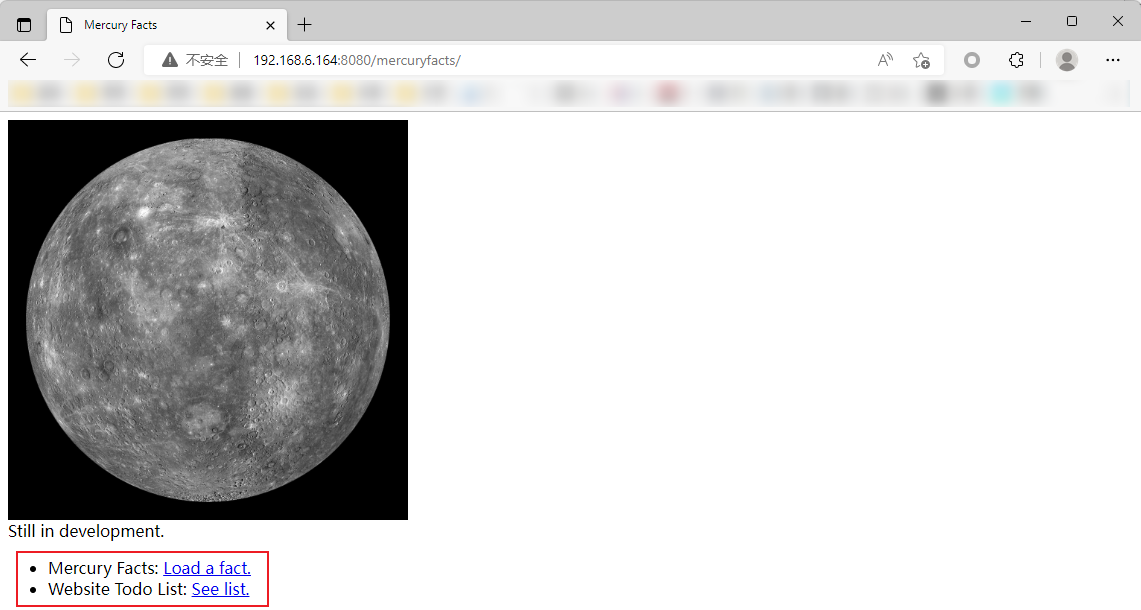 Mercury Facts
不安全 192.168.6.164:8080/mercuryfacts/
Still in development.
Mercury Facts: Load a fact.
Website Todo List: See list.